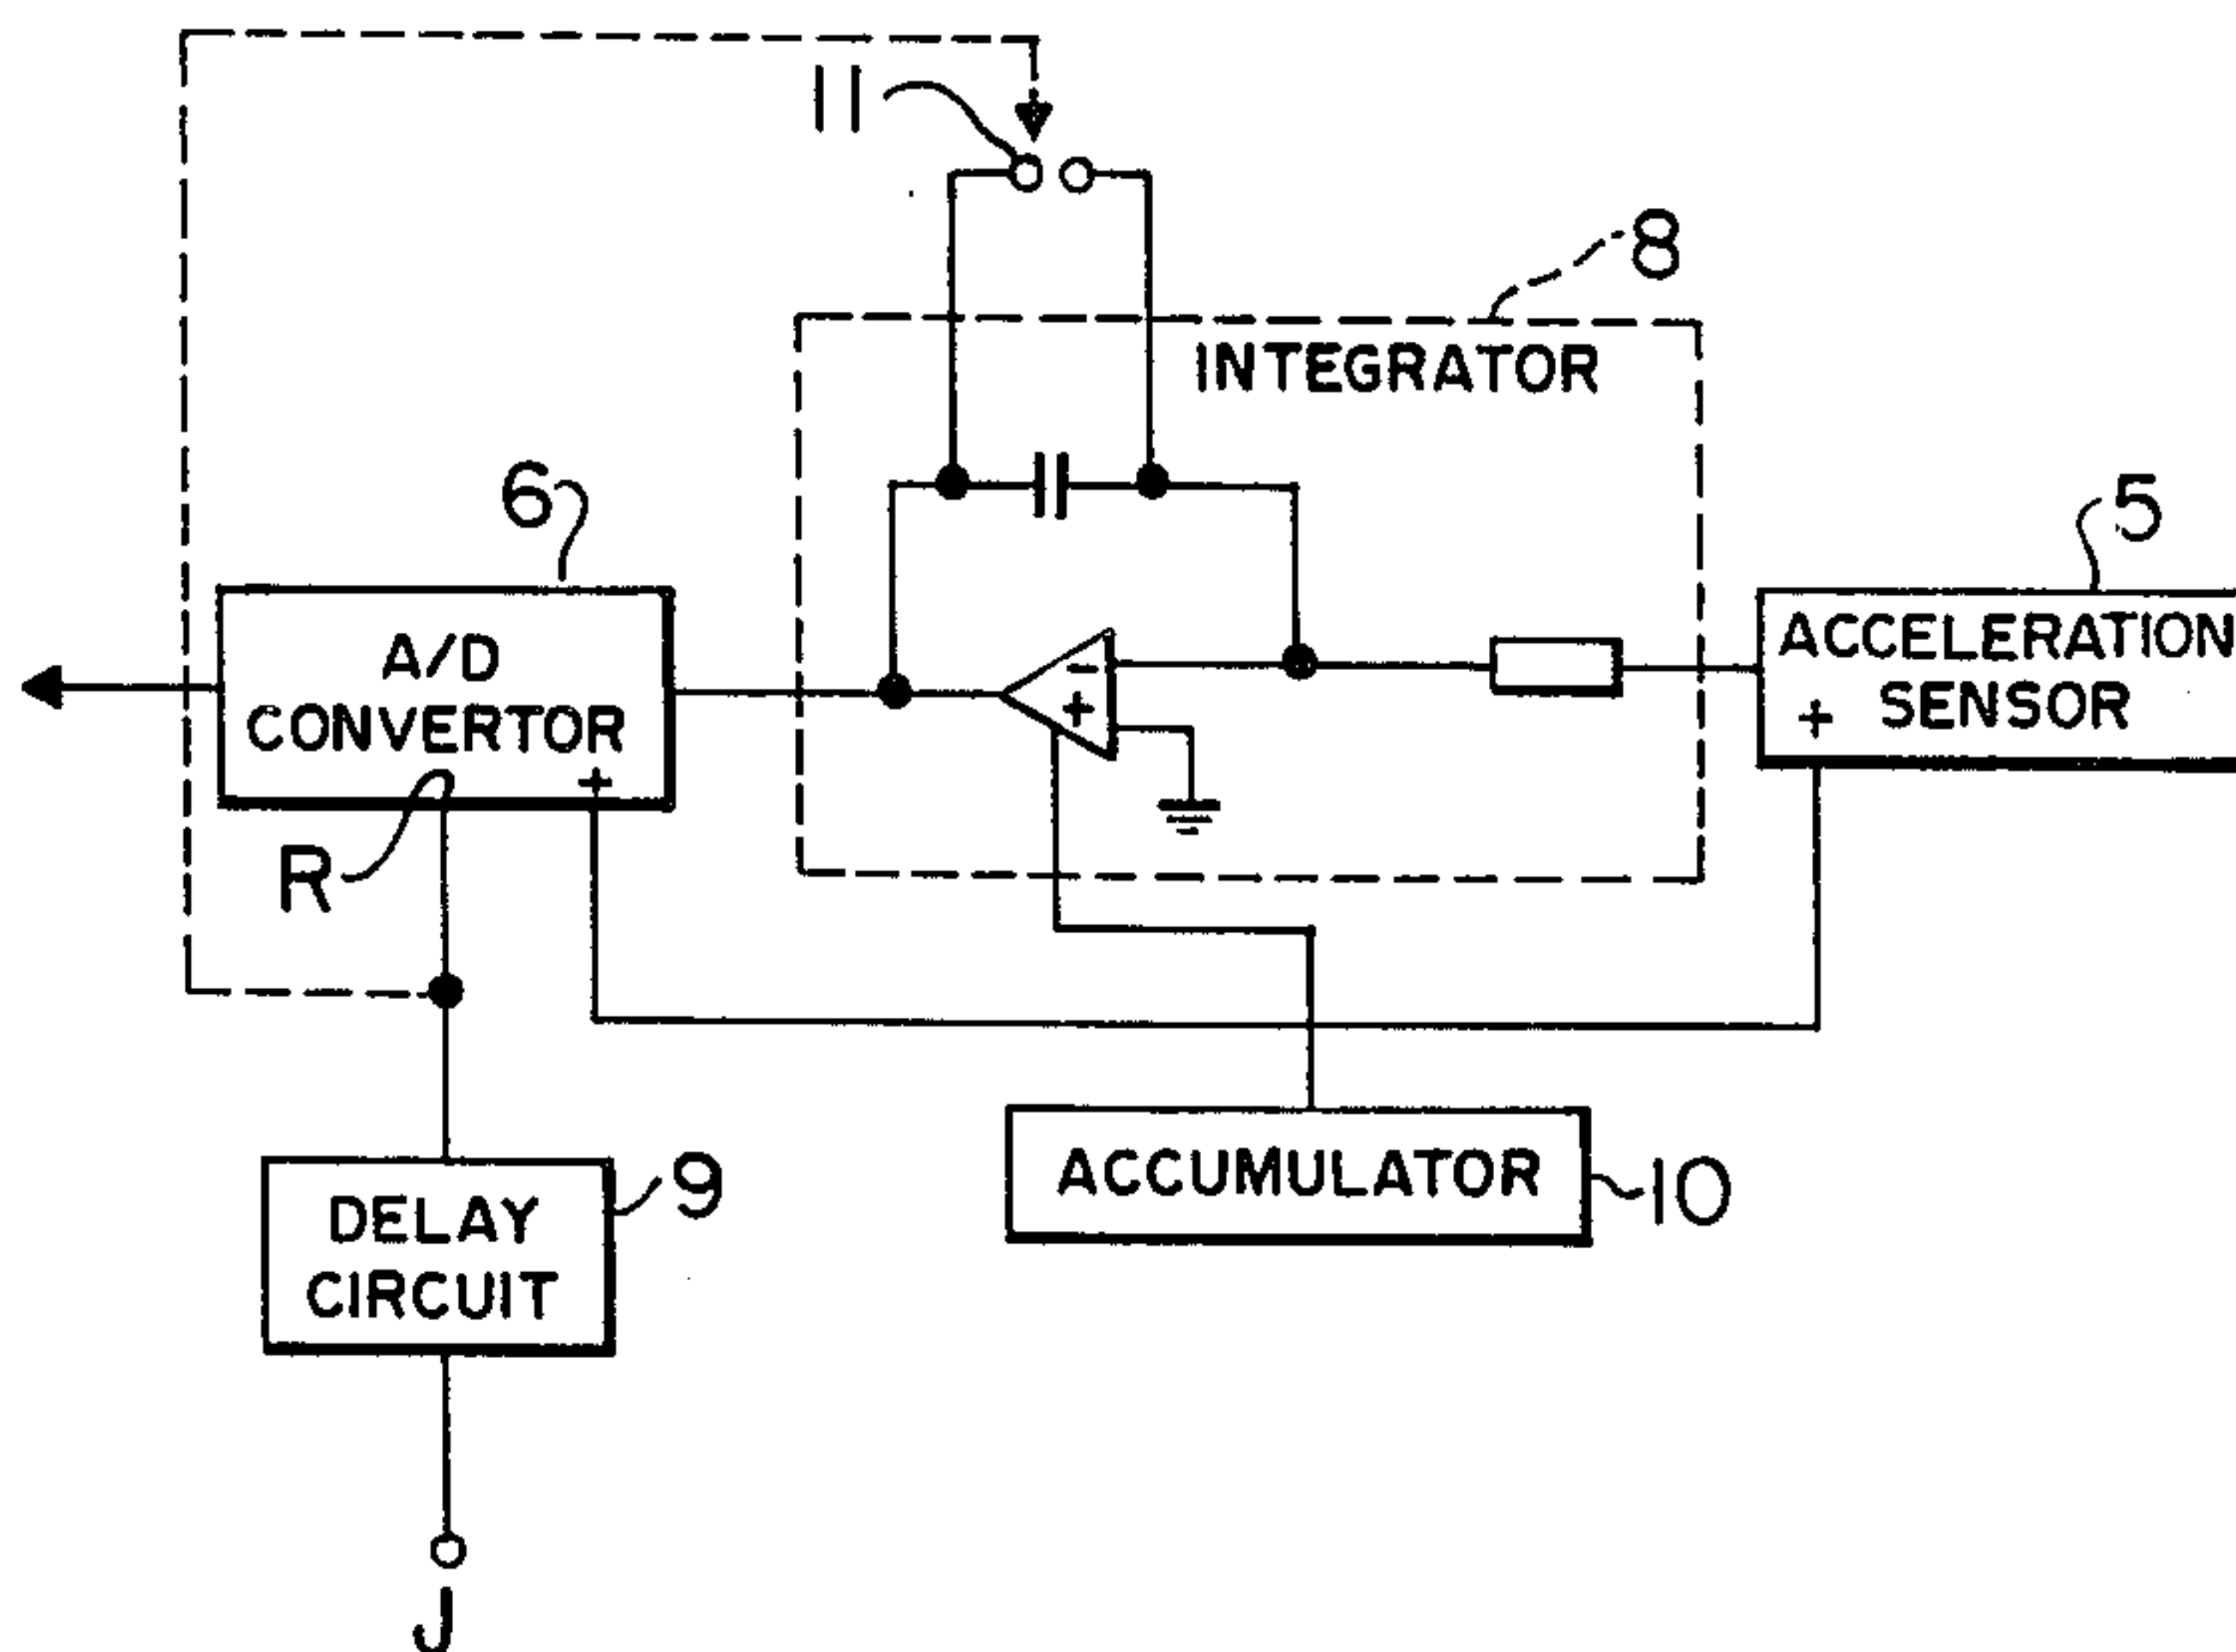 11
8
INTEGRATOR
6
5
A/D
CONVERTOR
+
R
-
+
ACCELERATION
SENSOR
+
DELAY
CIRCUIT
9
ACCUMULATOR
10
J